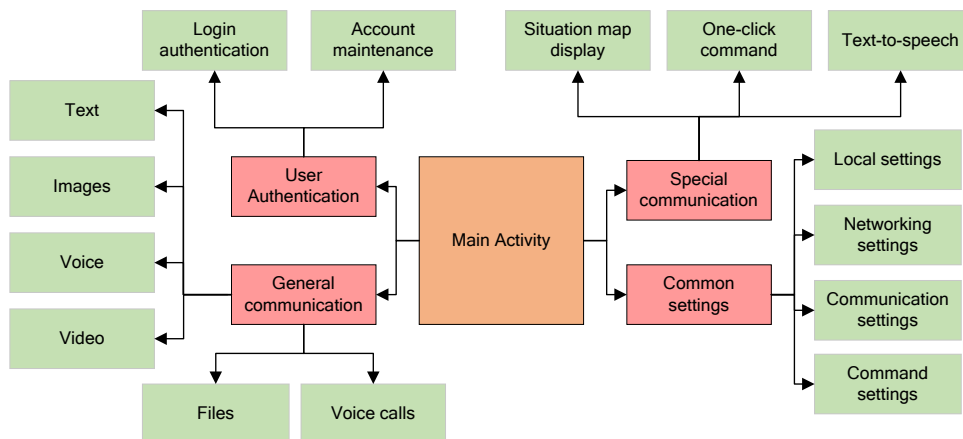 Login
authentication
Account
maintenance
Situation map
display
One-click
command
Text-to-speech
Text
Images
Voice
Video
User
Authentication
General
communication
Main Activity
Special
communication
Common
settings
Local settings
Networking
settings
Communication
settings
Command
settings
Files
Voice calls